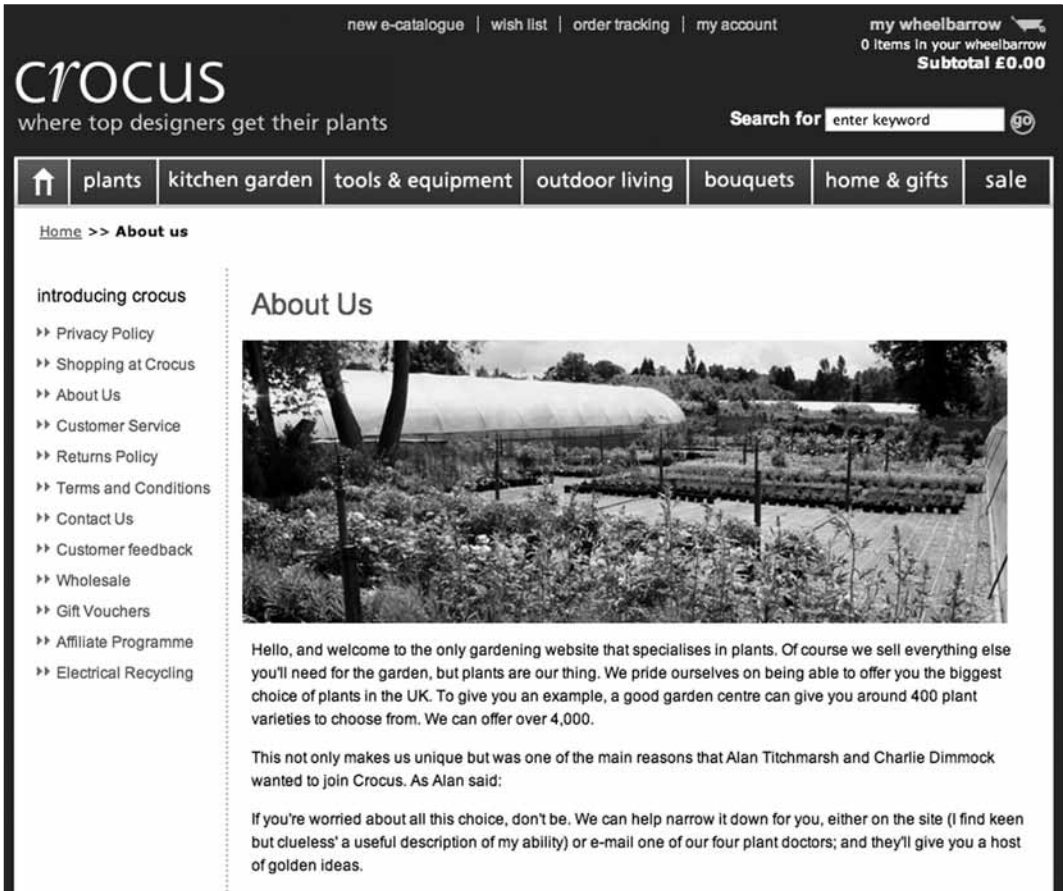 new e-catalogue | wish list | order tracking | my account
my wheelbarrow
0 items in your wheelbarrow
Subtotal £0.00
crocus
where top designers get their plants
Search for enter keyword go
plants kitchen garden tools & equipment outdoor living bouquets home & gifts sale
Home >> About us
introducing crocus
Privacy Policy
Shopping at Crocus
About Us
Customer Service
Returns Policy
Terms and Conditions
Contact Us
Customer feedback
Wholesale
Gift Vouchers
Affiliate Programme
Electrical Recycling
About Us
Hello, and welcome to the only gardening website that specialises in plants. Of course we sell everything else
you'll need for the garden, but plants are our thing. We pride ourselves on being able to offer you the biggest
choice of plants in the UK. To give you an example, a good garden centre can give you around 400 plant
varieties to choose from. We can offer over 4,000.
This not only makes us unique but was one of the main reasons that Alan Titchmarsh and Charlie Dimmock
wanted to join Crocus. As Alan said:
If you're worried about all this choice, don't be. We can help narrow it down for you, either on the site (I find keen
but clueless' a useful description of my ability) or e-mail one of our four plant doctors; and they'll give you a host
of golden ideas.